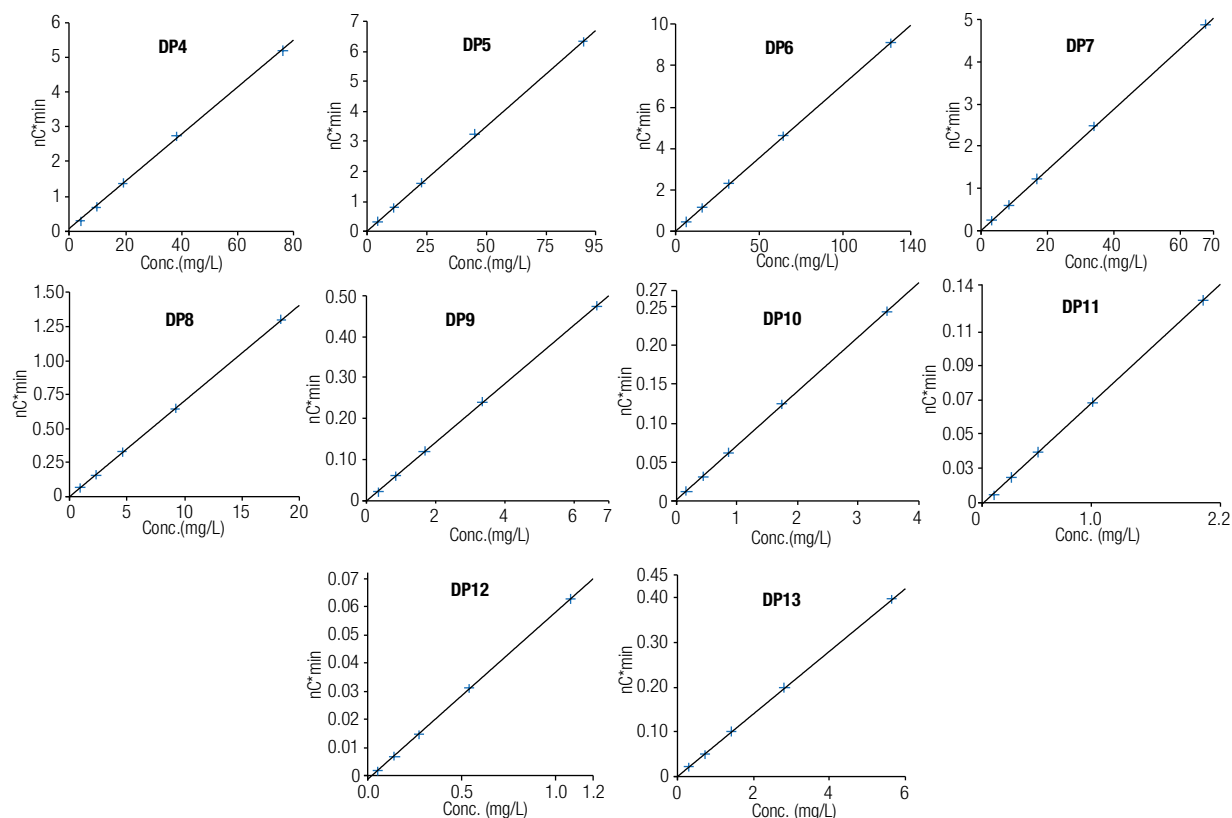 DP4
nC*min
6
5
4
3
2
1
0
0 20 40 60 80
Conc.(mg/L)
DP5
nC*min
7
6
5
4
3
2
1
0
0 25 50 75 95
Conc.(mg/L)
DP6
nC*min
10
8
6
4
2
0
0 50 100 140
Conc.(mg/L)
DP7
nC*min
5
4
3
2
1
0
0 20 40 60 70
Conc.(mg/L)
DP8
nC*min
1.50
1.25
1.00
0.75
0.50
0.25
0
0 5 10 15 20
Conc.(mg/L)
DP9
nC*min
0.50
0.40
0.30
0.20
0.10
0
0 2 4 6 7
Conc.(mg/L)
DP10
nC*min
0.27
0.25
0.20
0.15
0.10
0.05
0
0 1 2 3 4
Conc.(mg/L)
DP11
nC*min
0.14
0.11
0.09
0.07
0.05
0.03
0
0 1.0 2.2
Conc. (mg/L)
DP12
nC*min
0.07
0.06
0.05
0.04
0.03
0.02
0.01
0
0.0 0.5 1.0 1.2
Conc. (mg/L)
DP13
nC*min
0.45
0.40
0.30
0.20
0.10
0
0 2 4 6
Conc. (mg/L)